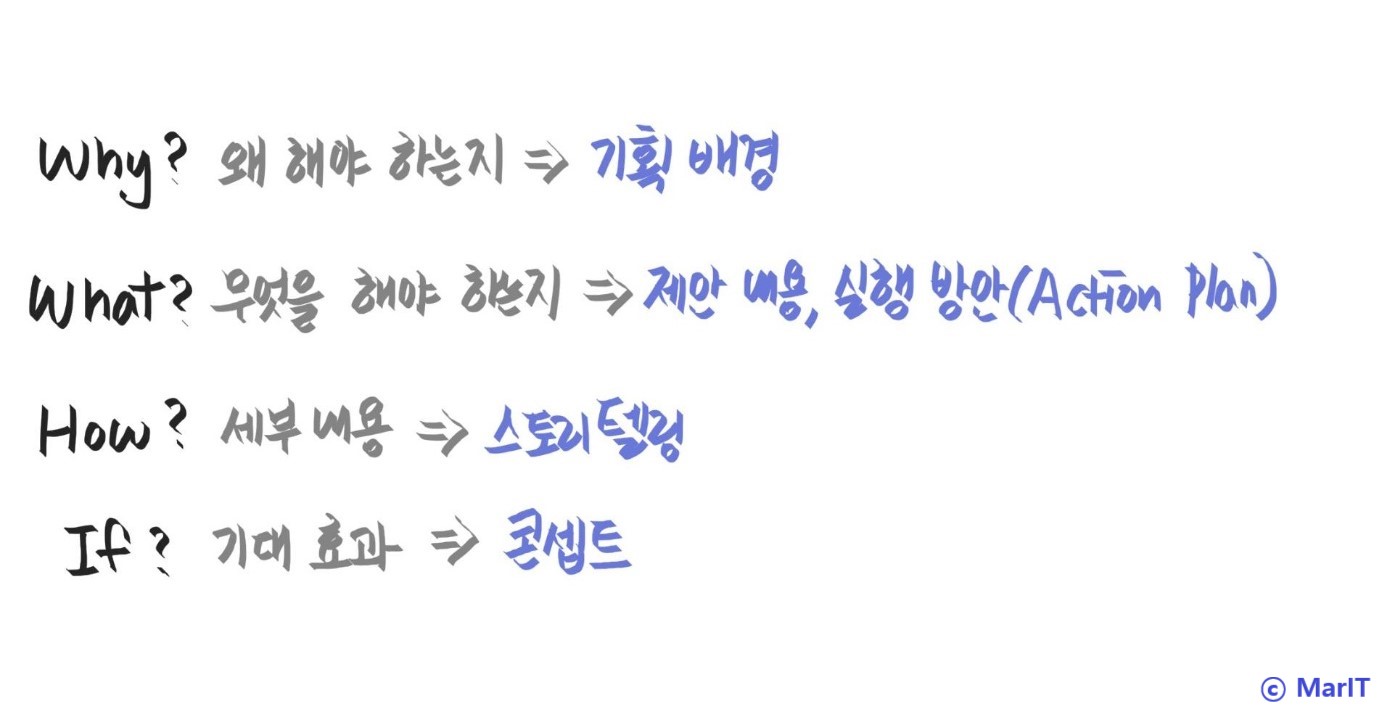 Why? 왜 해야 하는지 => 기획 배경
What? 무엇을 해야 하는지 => 제안 내용, 실행 방안(Action Plan)
How? 세부 내용 => 스토리텔링
If? 기대 효과 => 콘셉트
© MarIT